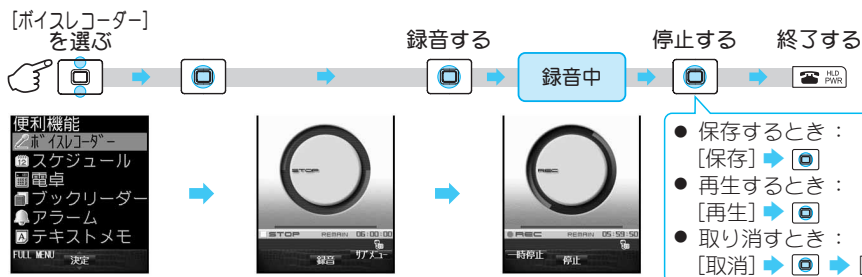 [ボイスレコーダー]
を選ぶ
録音する
停止する
終了する
録音中
HLD
PWR
便利機能
ﾎﾞｲｽﾚｺｰﾀﾞｰ
スケジュール
電卓
ブックリーダー
アラーム
テキストメモ
FULL MENU 決定
STOP
STOP REMAIN 06:00:00
録音 ｻﾌﾞﾒﾆｭｰ
REC
REC REMAIN 05:59:50
一時停止 停止
● 保存するとき：
[保存]
● 再生するとき：
[再生]
● 取り消すとき：
[取消]